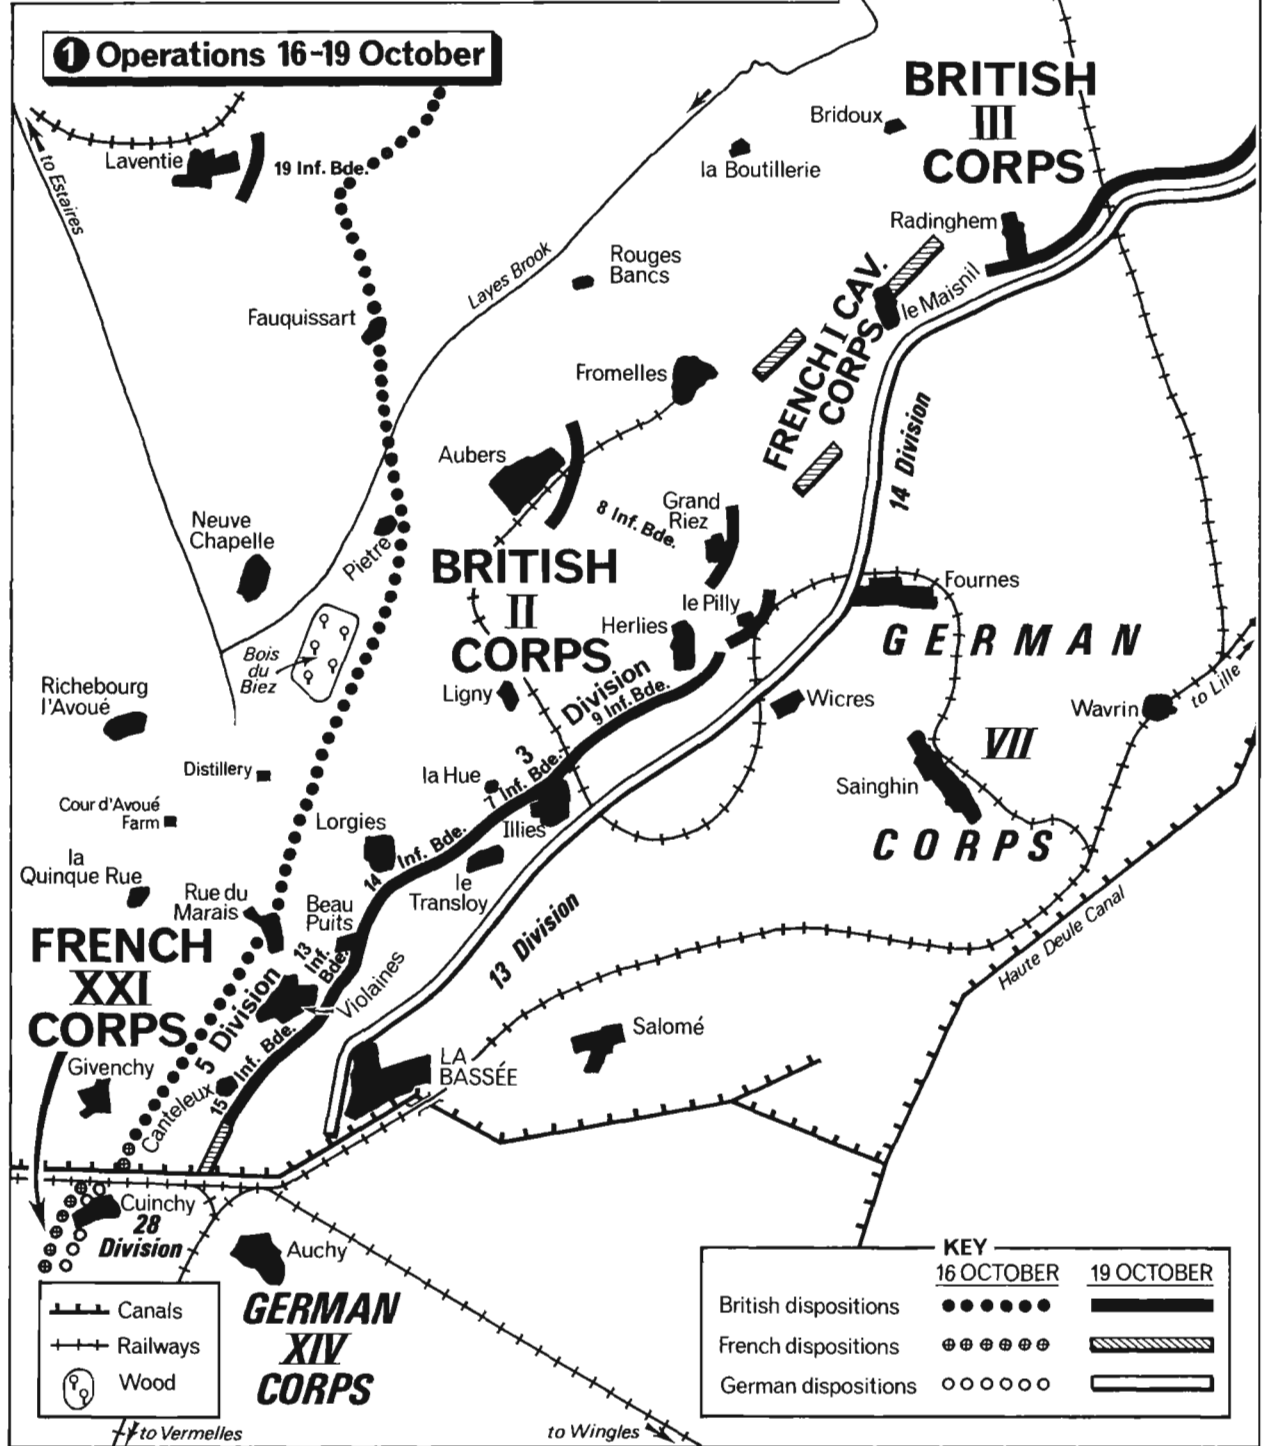 1 Operations 16-19 October
to Estaires
Laventie
19 Inf. Bde.
Bridoux
la Boutillerie
BRITISH
III
CORPS
Radinghem
Layes Brook
Rouges
Bancs
le Maisnil
FRENCH I CAV.
CORPS
Fauquissart
Fromelles
14 Division
Aubers
8 Inf. Bde.
Grand
Riez
Neuve
Chapelle
Pietre
BRITISH
II
CORPS
le Pilly
Herlies
Fournes
GERMAN
VII
CORPS
Bois
du
Biez
Ligny
3 Division
9 Inf. Bde.
Wicres
Wavrin
to Lille
Richebourg
l'Avoué
Distillery
la Hue
7 Inf. Bde.
Illies
Sainghin
Cour d'Avoué
Farm
Lorgies
14 Inf. Bde.
le
Transloy
la
Quinque Rue
Rue du
Marais
Beau
Puits
13
Inf.
Bde.
13 Division
Haute Deule Canal
FRENCH
XXI
CORPS
5 Division
Violaines
15 Inf. Bde.
Givenchy
Canteleux
LA
BASSÉE
Salomé
Cuinchy
28
Division
Auchy
GERMAN
XIV
CORPS
Canals
Railways
Wood
to Vermelles
to Wingles
KEY
16 OCTOBER 19 OCTOBER
British dispositions
French dispositions
German dispositions